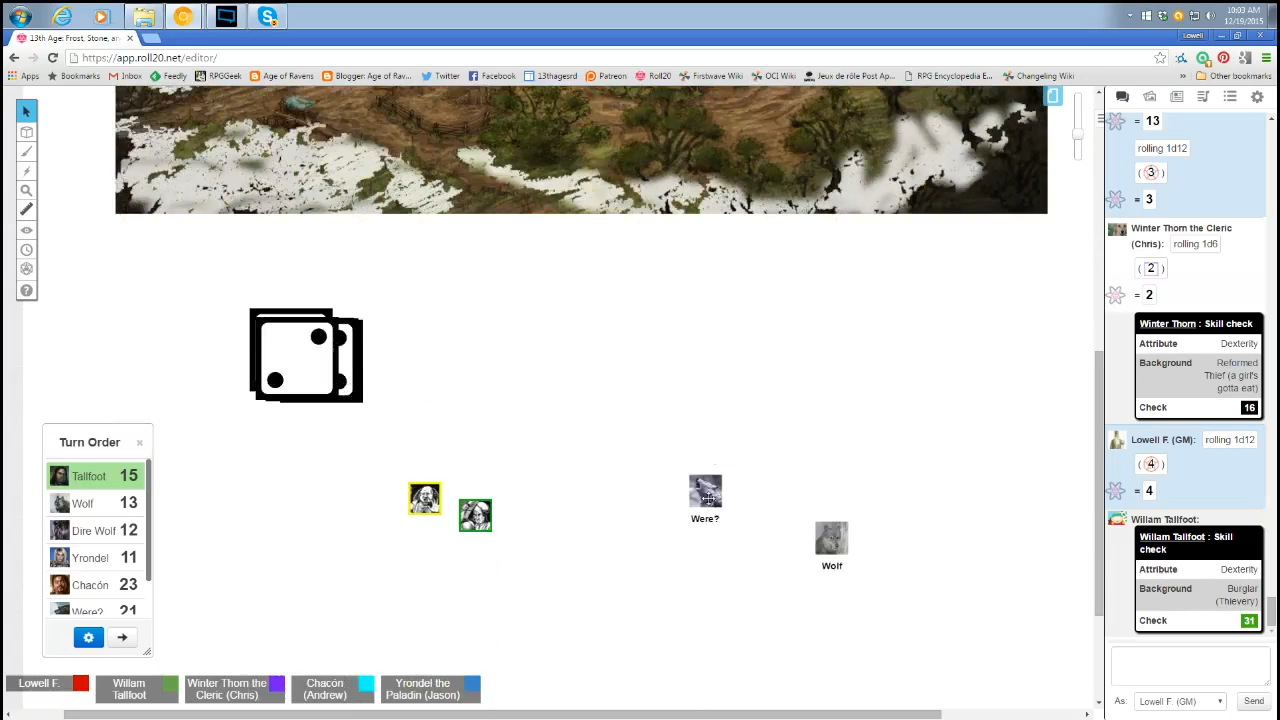 10:03 AM
12/19/2015
13th Age: Frost, Stone, an
Lowell
https://app.roll20.net/editor/
Apps Bookmarks Inbox Feedly RPGGeek Age of Ravens Blogger: Age of Rav... Twitter Facebook 13thagesrd Patreon Roll20 Firstwave Wiki OCI Wiki Jeux de rôle Post Ap... RPG Encyclopedia E... Changeling Wiki » Other bookmarks
= 13
rolling 1d12
( 3 )
= 3
Winter Thorn the Cleric
(Chris): rolling 1d6
( 2 )
= 2
Winter Thorn : Skill check
Attribute Dexterity
Background Reformed
Thief (a girl's
gotta eat)
Check 16
Lowell F. (GM): rolling 1d12
( 4 )
= 4
Willam Tallfoot:
Willam Tallfoot : Skill
check
Attribute Dexterity
Background Burglar
(Thievery)
Check 31
As: Lowell F. (GM) Send
Turn Order
Tallfoot 15
Wolf 13
Dire Wolf 12
Yrondel 11
Chacón 23
Were? 21
Were?
Wolf
Lowell F.
Willam
Tallfoot
Winter Thorn the
Cleric (Chris)
Chacón
(Andrew)
Yrondel the
Paladin (Jason)